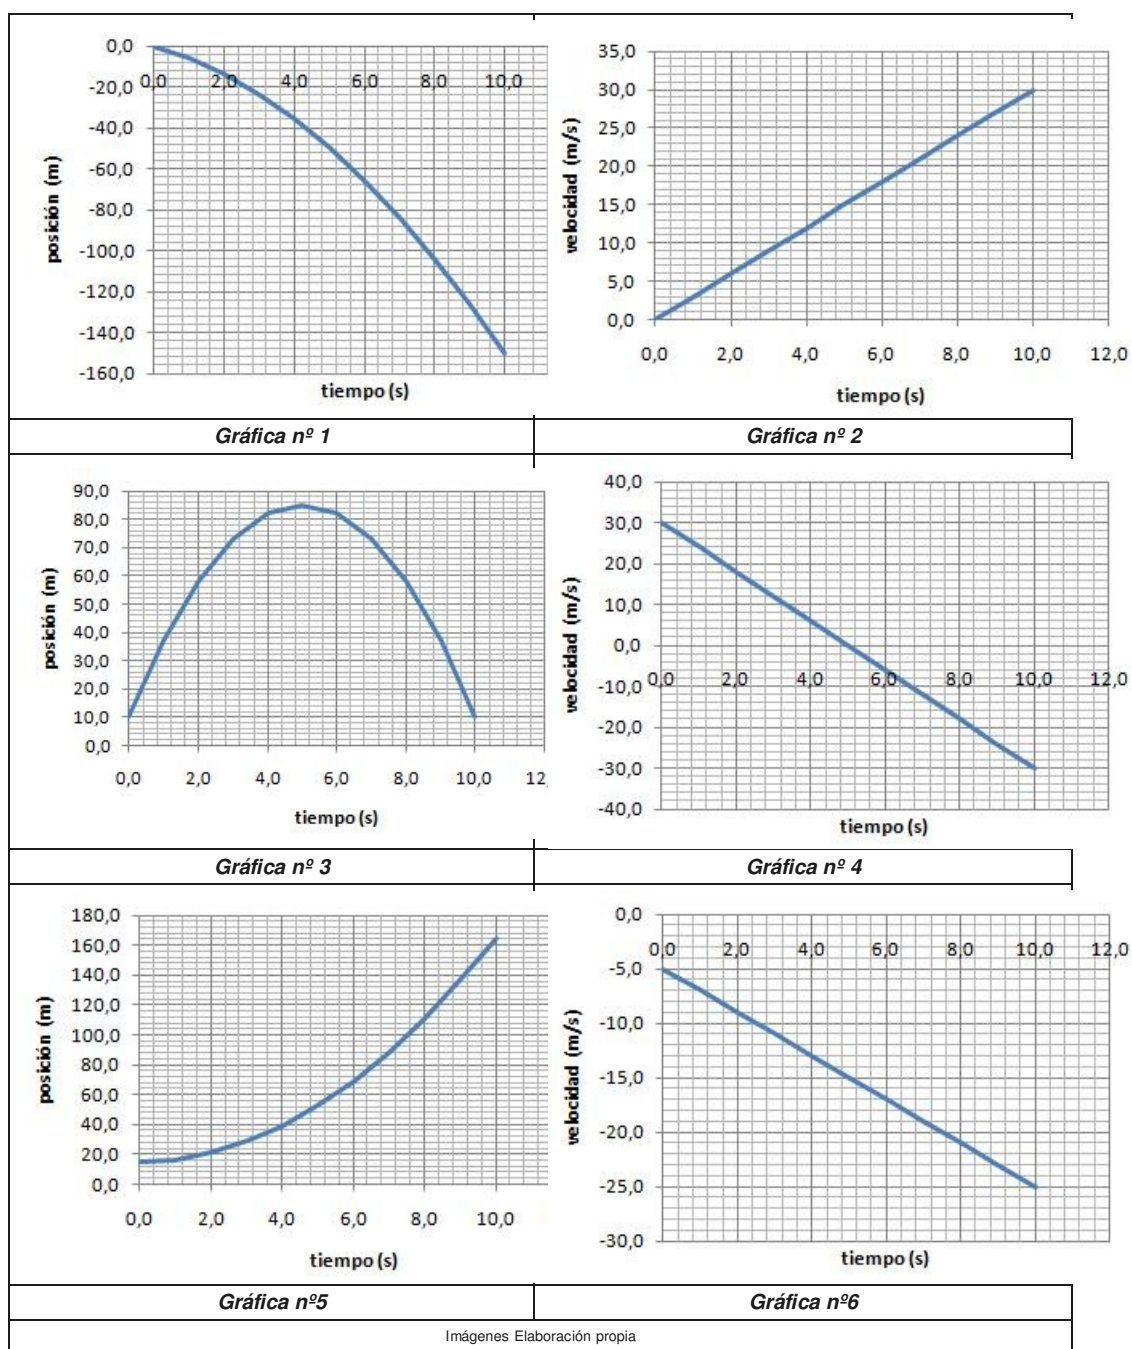 0,0
0,0 2,0 4,0 6,0 8,0 10,0
-20,0
-40,0
-60,0
-80,0
-100,0
-120,0
-140,0
-160,0
posición (m)
tiempo (s)
35,0
30,0
25,0
20,0
15,0
10,0
5,0
0,0
0,0 2,0 4,0 6,0 8,0 10,0 12,0
velocidad (m/s)
tiempo (s)
Gráfica nº 1
Gráfica nº 2
90,0
80,0
70,0
60,0
50,0
40,0
30,0
20,0
10,0
0,0
0,0 2,0 4,0 6,0 8,0 10,0 12,
posición (m)
tiempo (s)
40,0
30,0
20,0
10,0
0,0
0,0 2,0 4,0 6,0 8,0 10,0 12,0
-10,0
-20,0
-30,0
-40,0
velocidad (m/s)
tiempo (s)
Gráfica nº 3
Gráfica nº 4
180,0
160,0
140,0
120,0
100,0
80,0
60,0
40,0
20,0
0,0
0,0 2,0 4,0 6,0 8,0 10,0
posición (m)
tiempo (s)
0,0
0,0 2,0 4,0 6,0 8,0 10,0 12,0
-5,0
-10,0
-15,0
-20,0
-25,0
-30,0
velocidad (m/s)
tiempo (s)
Gráfica nº5
Gráfica nº6
Imágenes Elaboración propia